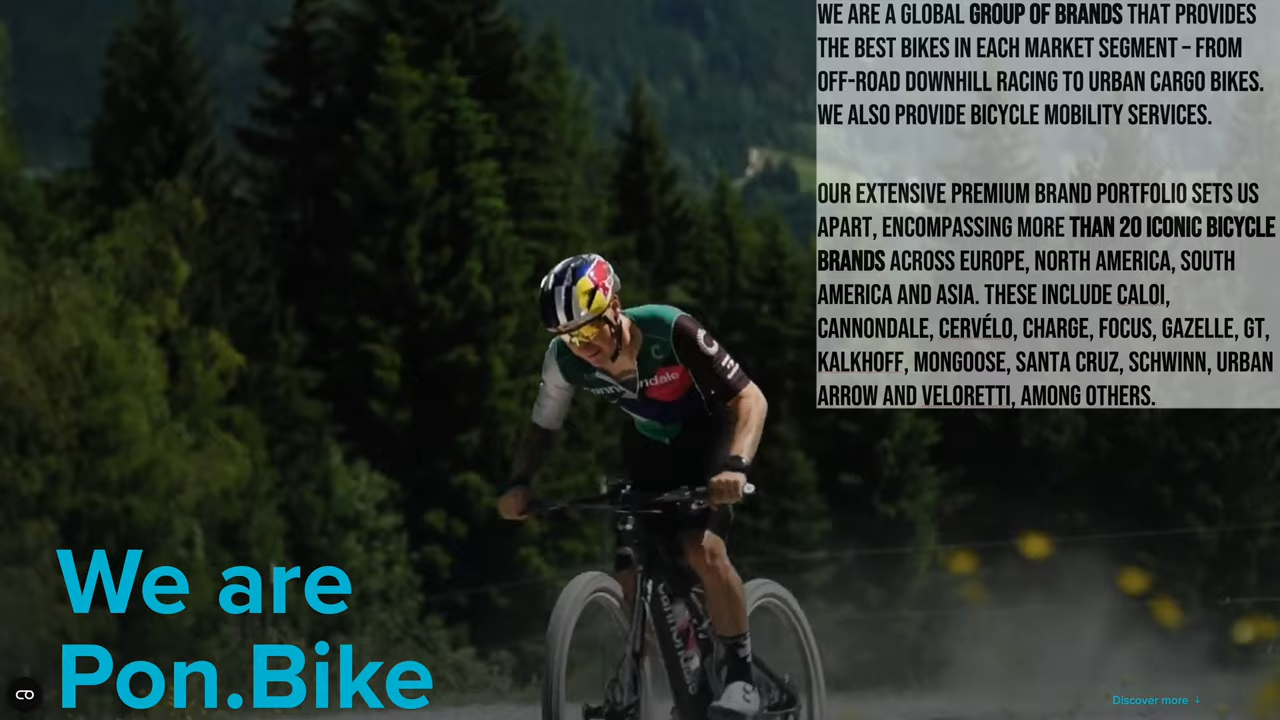 WE ARE A GLOBAL GROUP OF BRANDS THAT PROVIDES
THE BEST BIKES IN EACH MARKET SEGMENT – FROM
OFF-ROAD DOWNHILL RACING TO URBAN CARGO BIKES.
WE ALSO PROVIDE BICYCLE MOBILITY SERVICES.
OUR EXTENSIVE PREMIUM BRAND PORTFOLIO SETS US
APART, ENCOMPASSING MORE THAN 20 ICONIC BICYCLE
BRANDS ACROSS EUROPE, NORTH AMERICA, SOUTH
AMERICA AND ASIA. THESE INCLUDE CALOI,
CANNONDALE, CERVÉLO, CHARGE, FOCUS, GAZELLE, GT,
KALKHOFF, MONGOOSE, SANTA CRUZ, SCHWINN, URBAN
ARROW AND VELORETTI, AMONG OTHERS.
We are
Pon.Bike
Discover more ↓